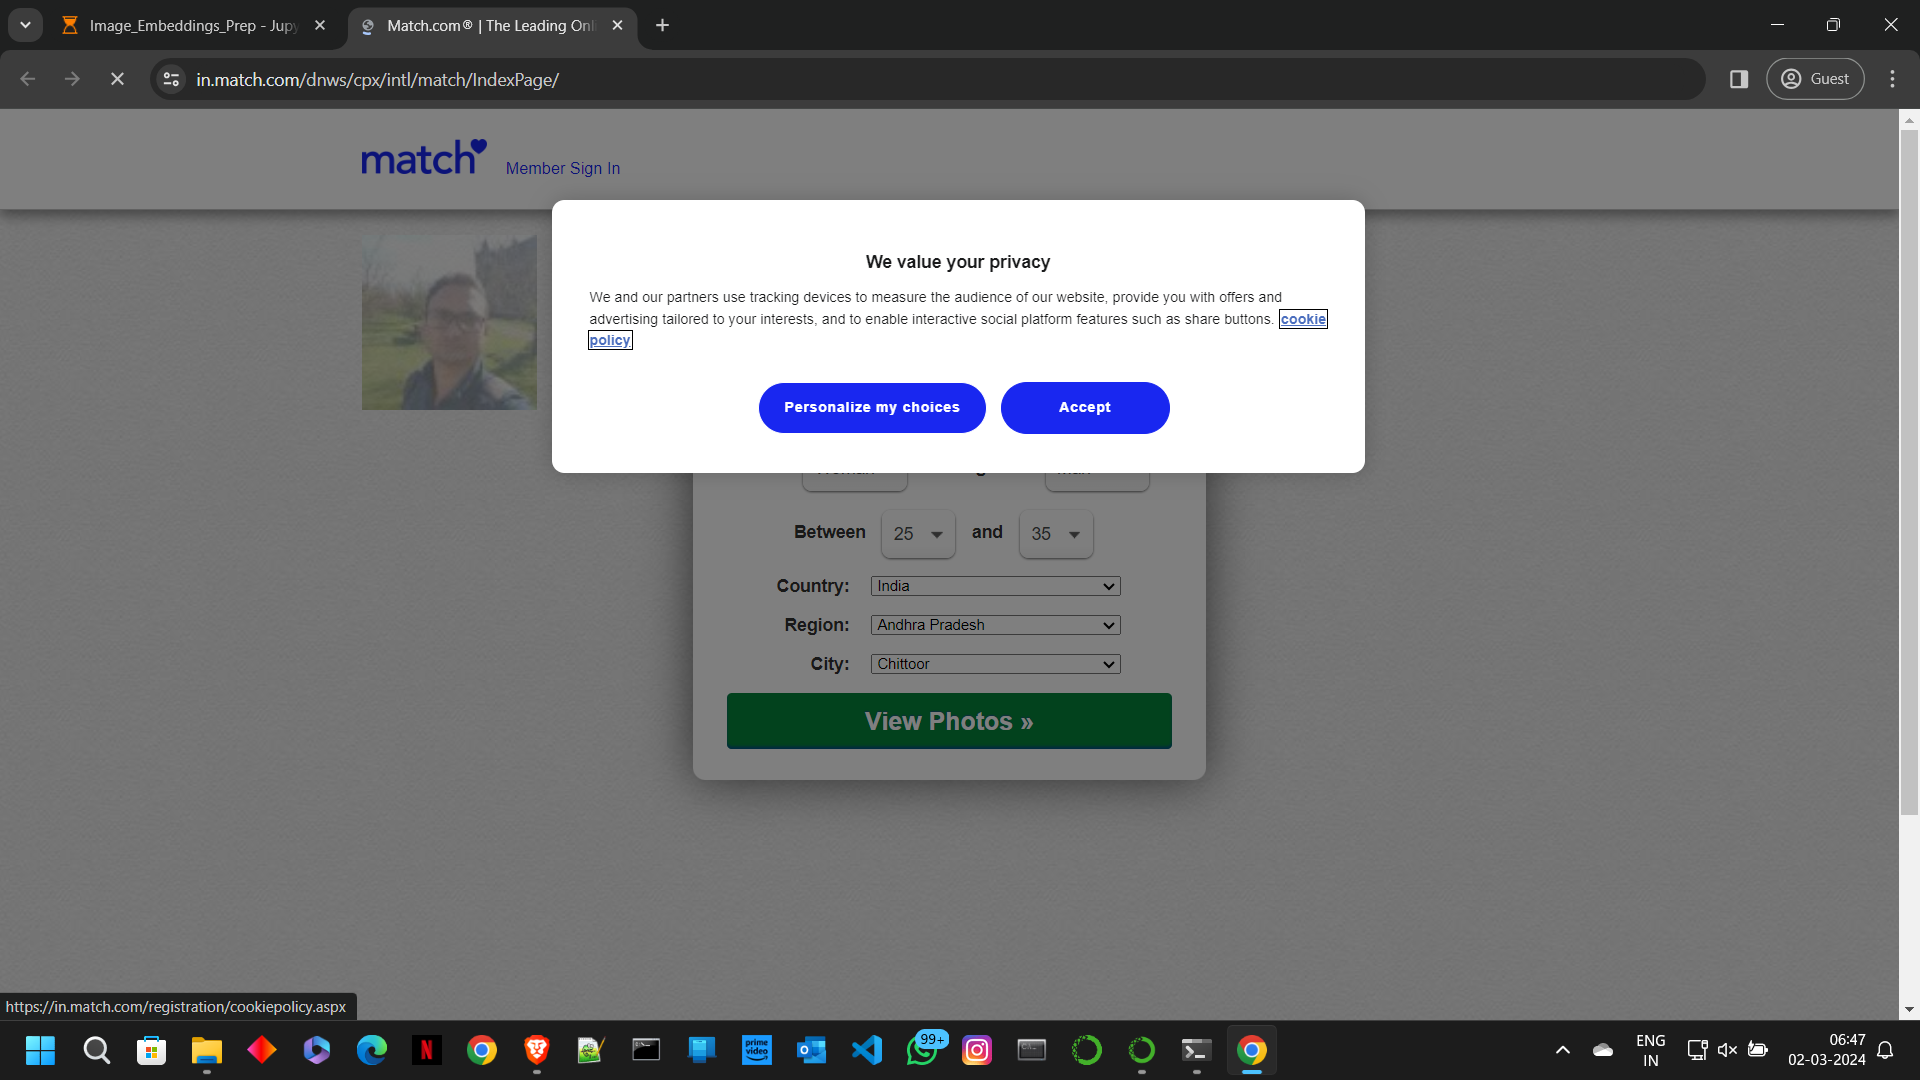 Image_Embeddings_Prep - Jupy
Match.com® | The Leading Onl
in.match.com/dnws/cpx/intl/match/IndexPage/
Guest
match
Member Sign In
We value your privacy
We and our partners use tracking devices to measure the audience of our website, provide you with offers and
advertising tailored to your interests, and to enable interactive social platform features such as share buttons. cookie
policy
Personalize my choices
Accept
Between 25 and 35
Country: India
Region: Andhra Pradesh
City: Chittoor
View Photos »
https://in.match.com/registration/cookiepolicy.aspx
N
prime video
99+
ENG
IN
06:47
02-03-2024